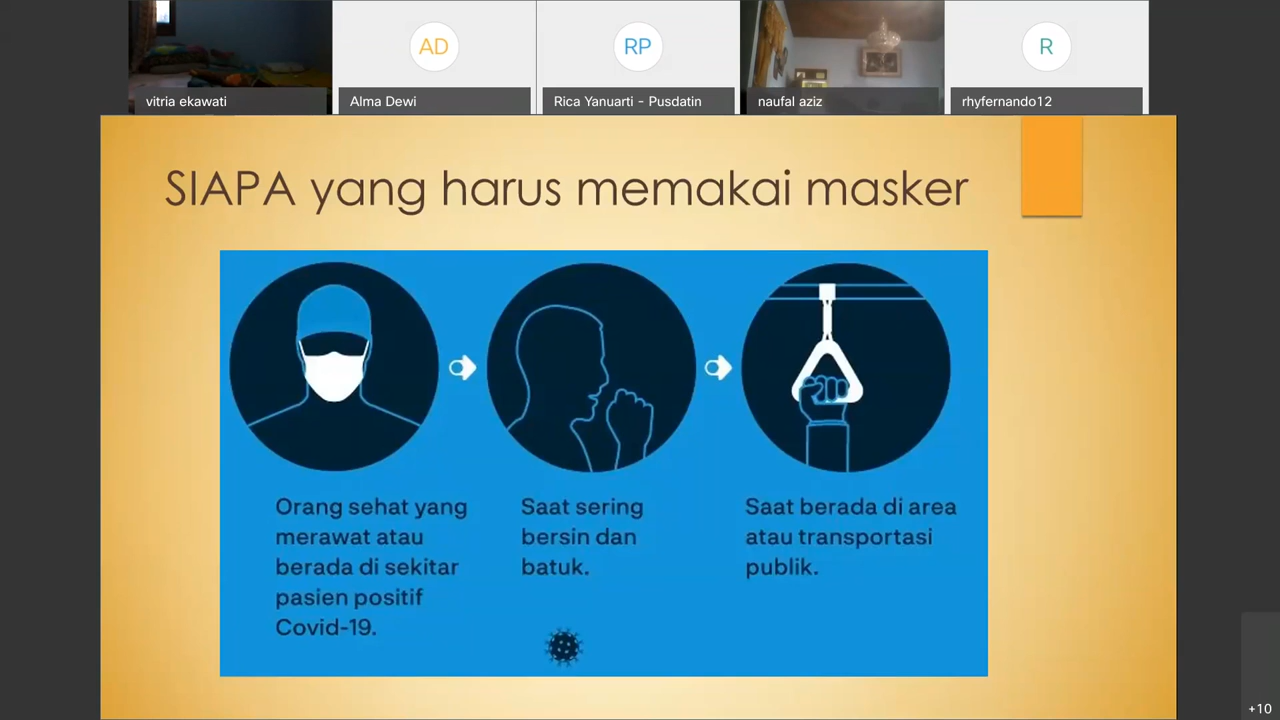 AD
RP
R
vitria ekawati
Alma Dewi
Rica Yanuarti - Pusdatin
naufal aziz
rhyfernando12
SIAPA yang harus memakai masker
Orang sehat yang
merawat atau
berada di sekitar
pasien positif
Covid-19.
Saat sering
bersin dan
batuk.
Saat berada di area
atau transportasi
publik.
+10